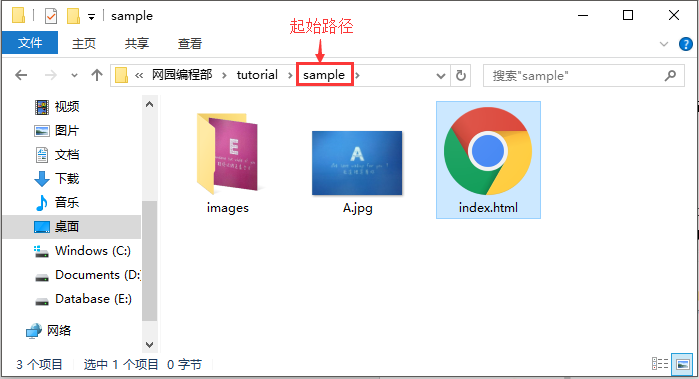 sample
起始路径
文件 主页 共享 查看
« 网园编程部 › tutorial › sample ›
搜索"sample"
视频
图片
文档
下载
音乐
桌面
Windows (C:)
Documents (D:)
Database (E:)
网络
E
images
A
A.jpg
index.html
3 个项目 选中 1 个项目 0 字节